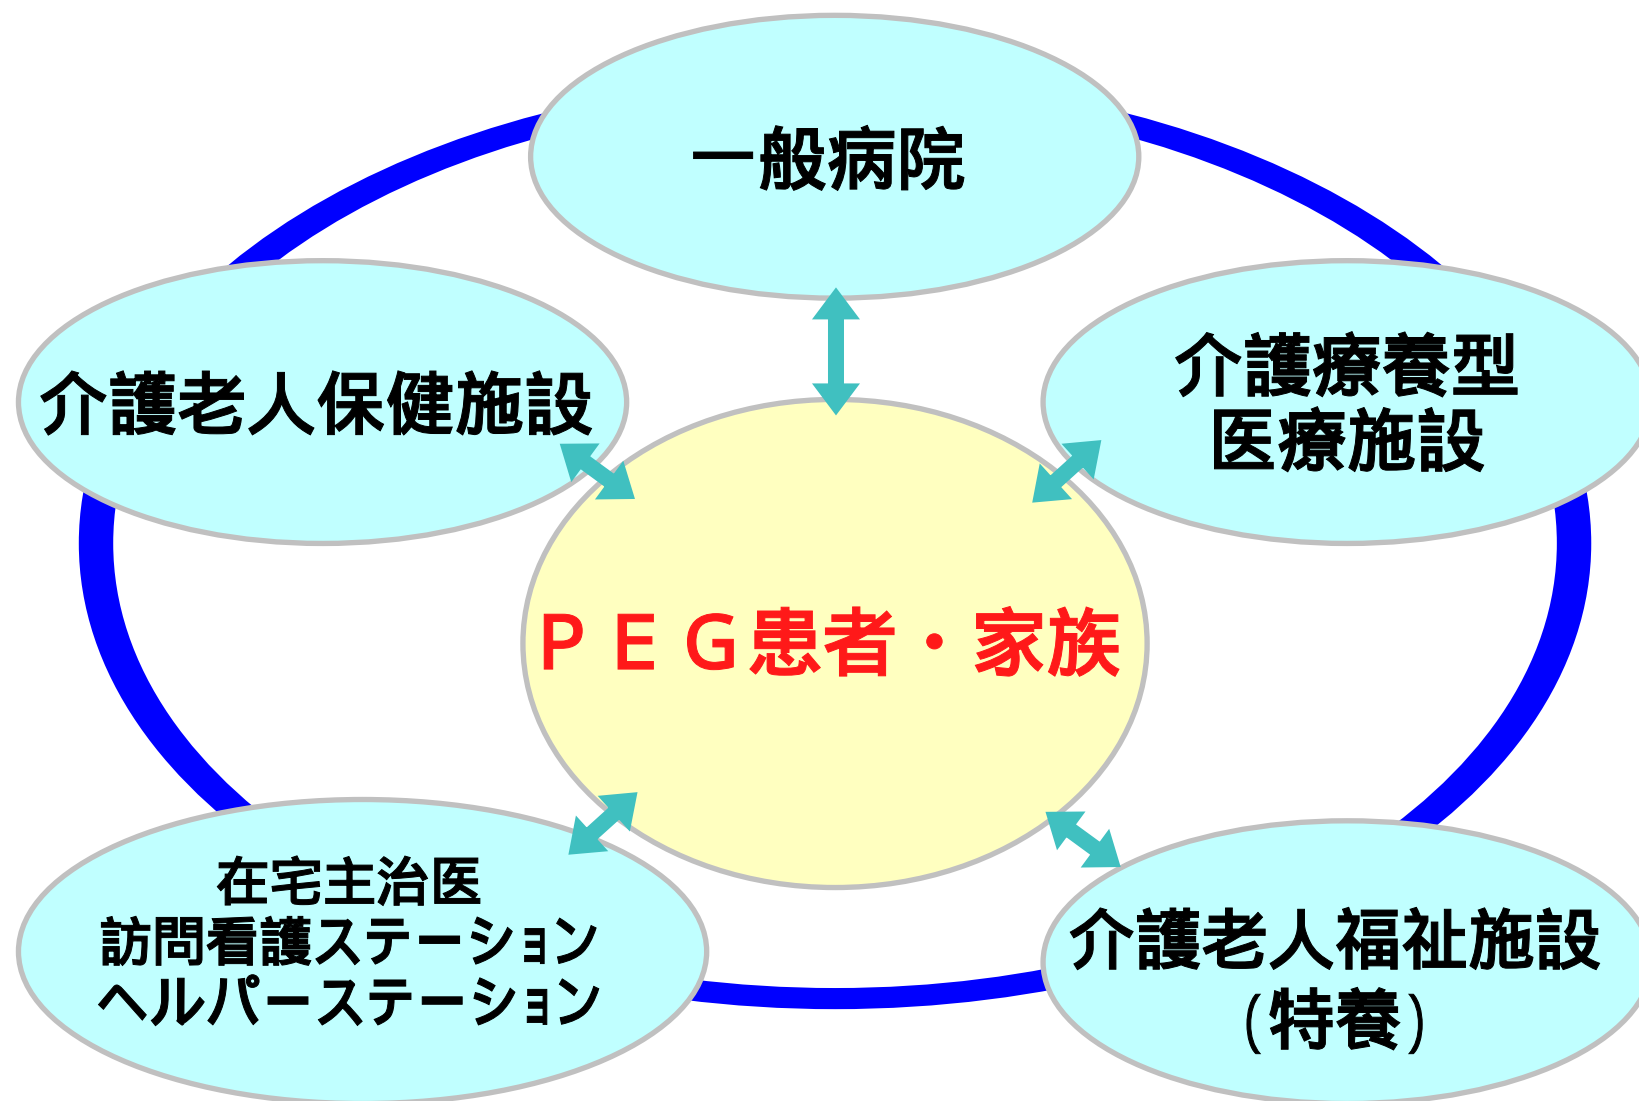 一般病院
介護老人保健施設
介護療養型
医療施設
ＰＥＧ患者・家族
在宅主治医
訪問看護ステーション
ヘルパーステーション
介護老人福祉施設
(特養)